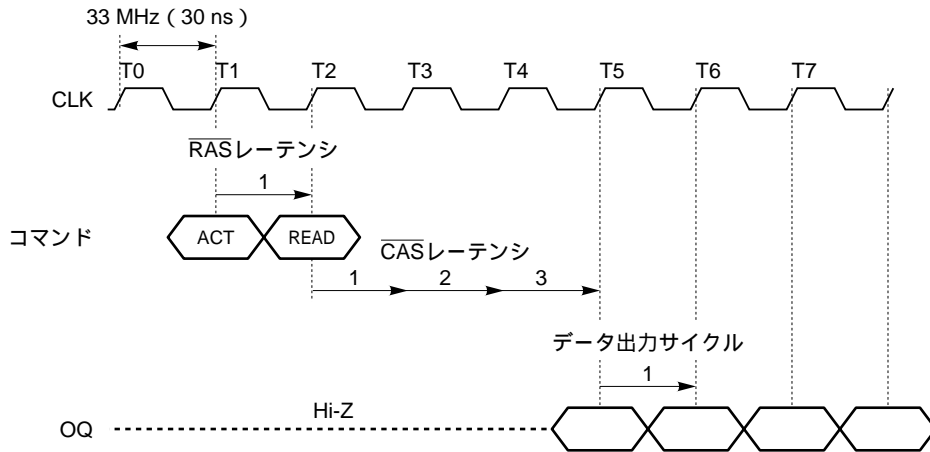 33 MHz ( 30 ns )
T0 T1 T2 T3 T4 T5 T6 T7
CLK
RASレーテンシ
1
コマンド ACT READ
CASレーテンシ
1 2 3
データ出力サイクル
1
Hi-Z
OQ